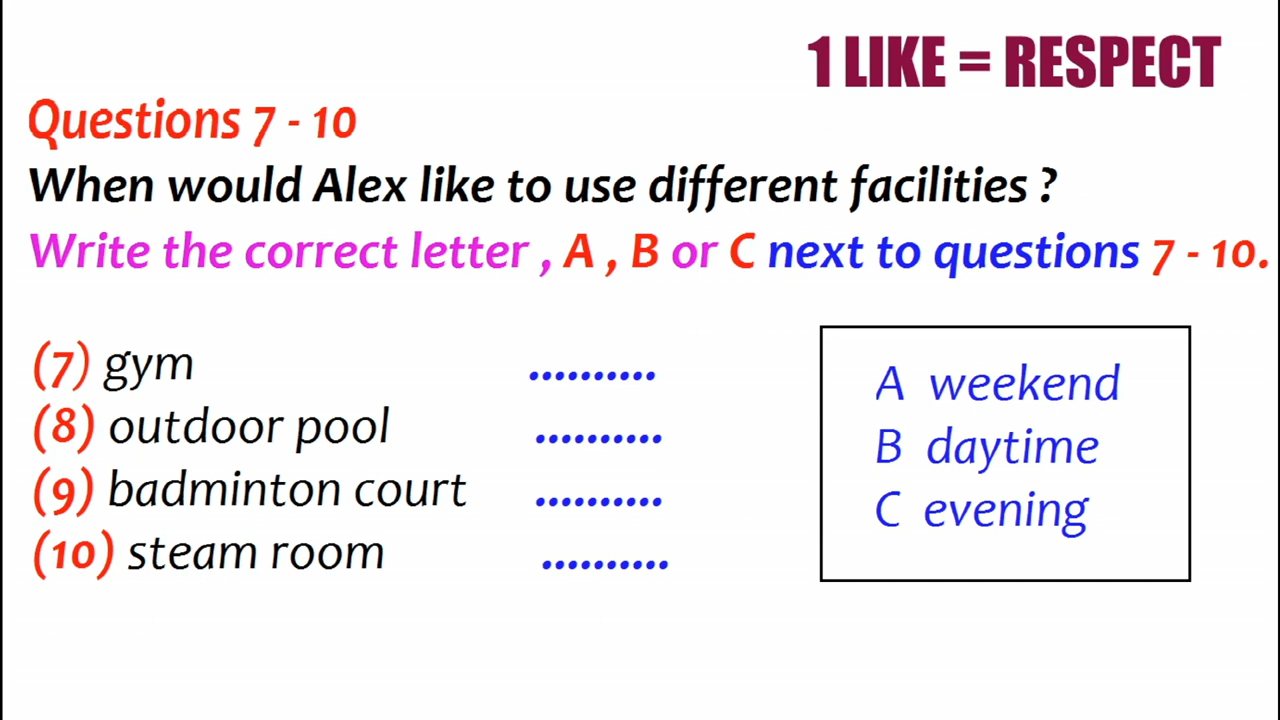 1 LIKE = RESPECT
Questions 7 - 10
When would Alex like to use different facilities ?
Write the correct letter , A , B or C next to questions 7 - 10.
(7) gym ..........
(8) outdoor pool ..........
(9) badminton court ..........
(10) steam room ..........
A weekend
B daytime
C evening